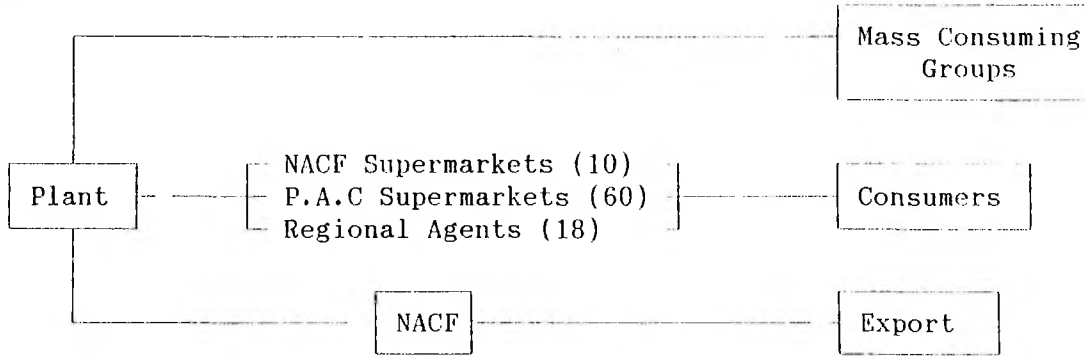 Mass Consuming
Groups
NACF Supermarkets (10)
Plant
P.A.C Supermarkets (60)
Consumers
Regional Agents (18)
NACF
Export